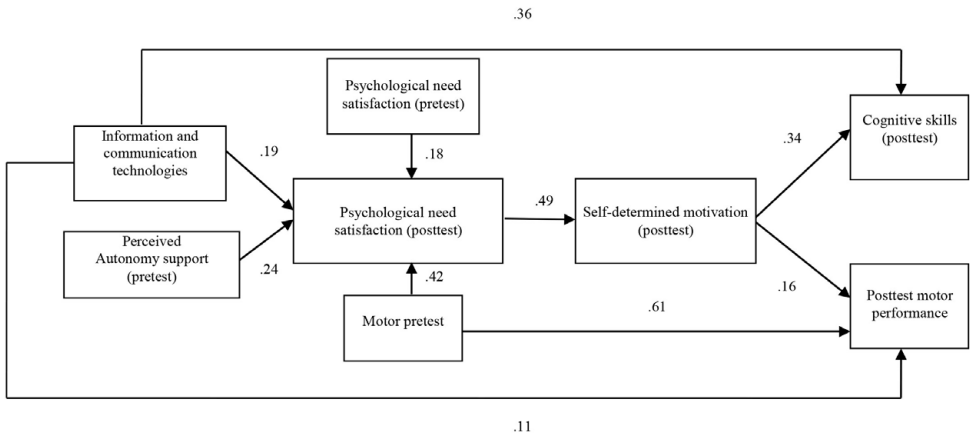 .36
Psychological need
satisfaction (pretest)
Information and
communication
technologies
Cognitive skills
(posttest)
.19
.18
.34
Psychological need
satisfaction (posttest)
.49
Self-determined motivation
(posttest)
Perceived
Autonomy support
(pretest)
.24
.42
.16
Motor pretest
.61
Posttest motor
performance
.11